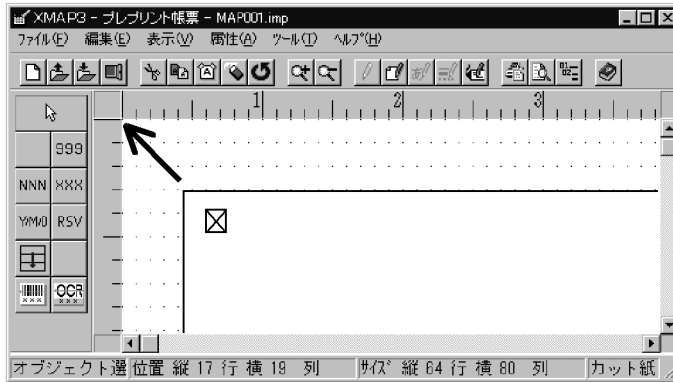 XMAP3 - プレプリント帳票 - MAP001.imp
ファイル(F) 編集(E) 表示(V) 属性(A) ツール(T) ヘルプ(H)
1 2 3
999
NNN XXX
Y/M/D RSV
OCR
オブジェクト選 位置 縦 17 行 横 19 列 サイズ 縦 64 行 横 80 列 カット紙